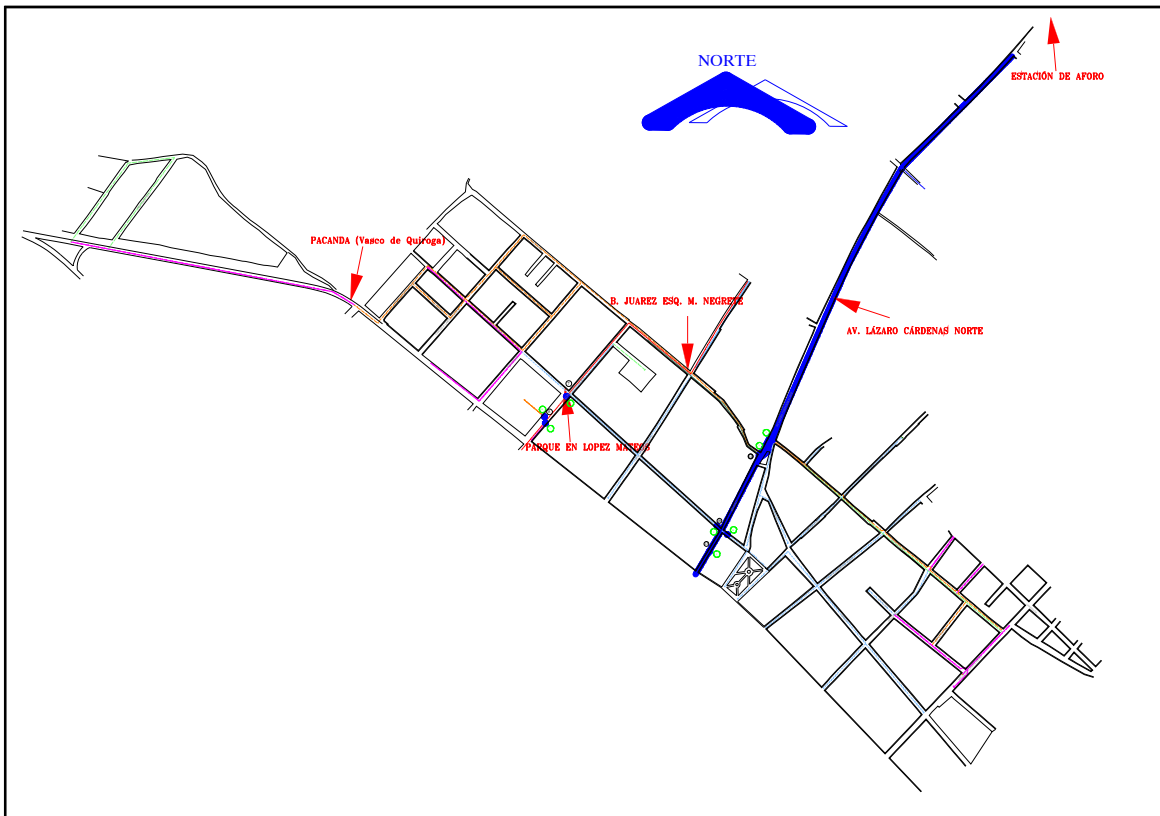 NORTE
ESTACIÓN DE AFORO
PACANDA (Vasco de Quiroga)
B. JUAREZ ESQ. M. NEGRETE
AV. LÁZARO CÁRDENAS NORTE
PARQUE EN LOPEZ MATEOS